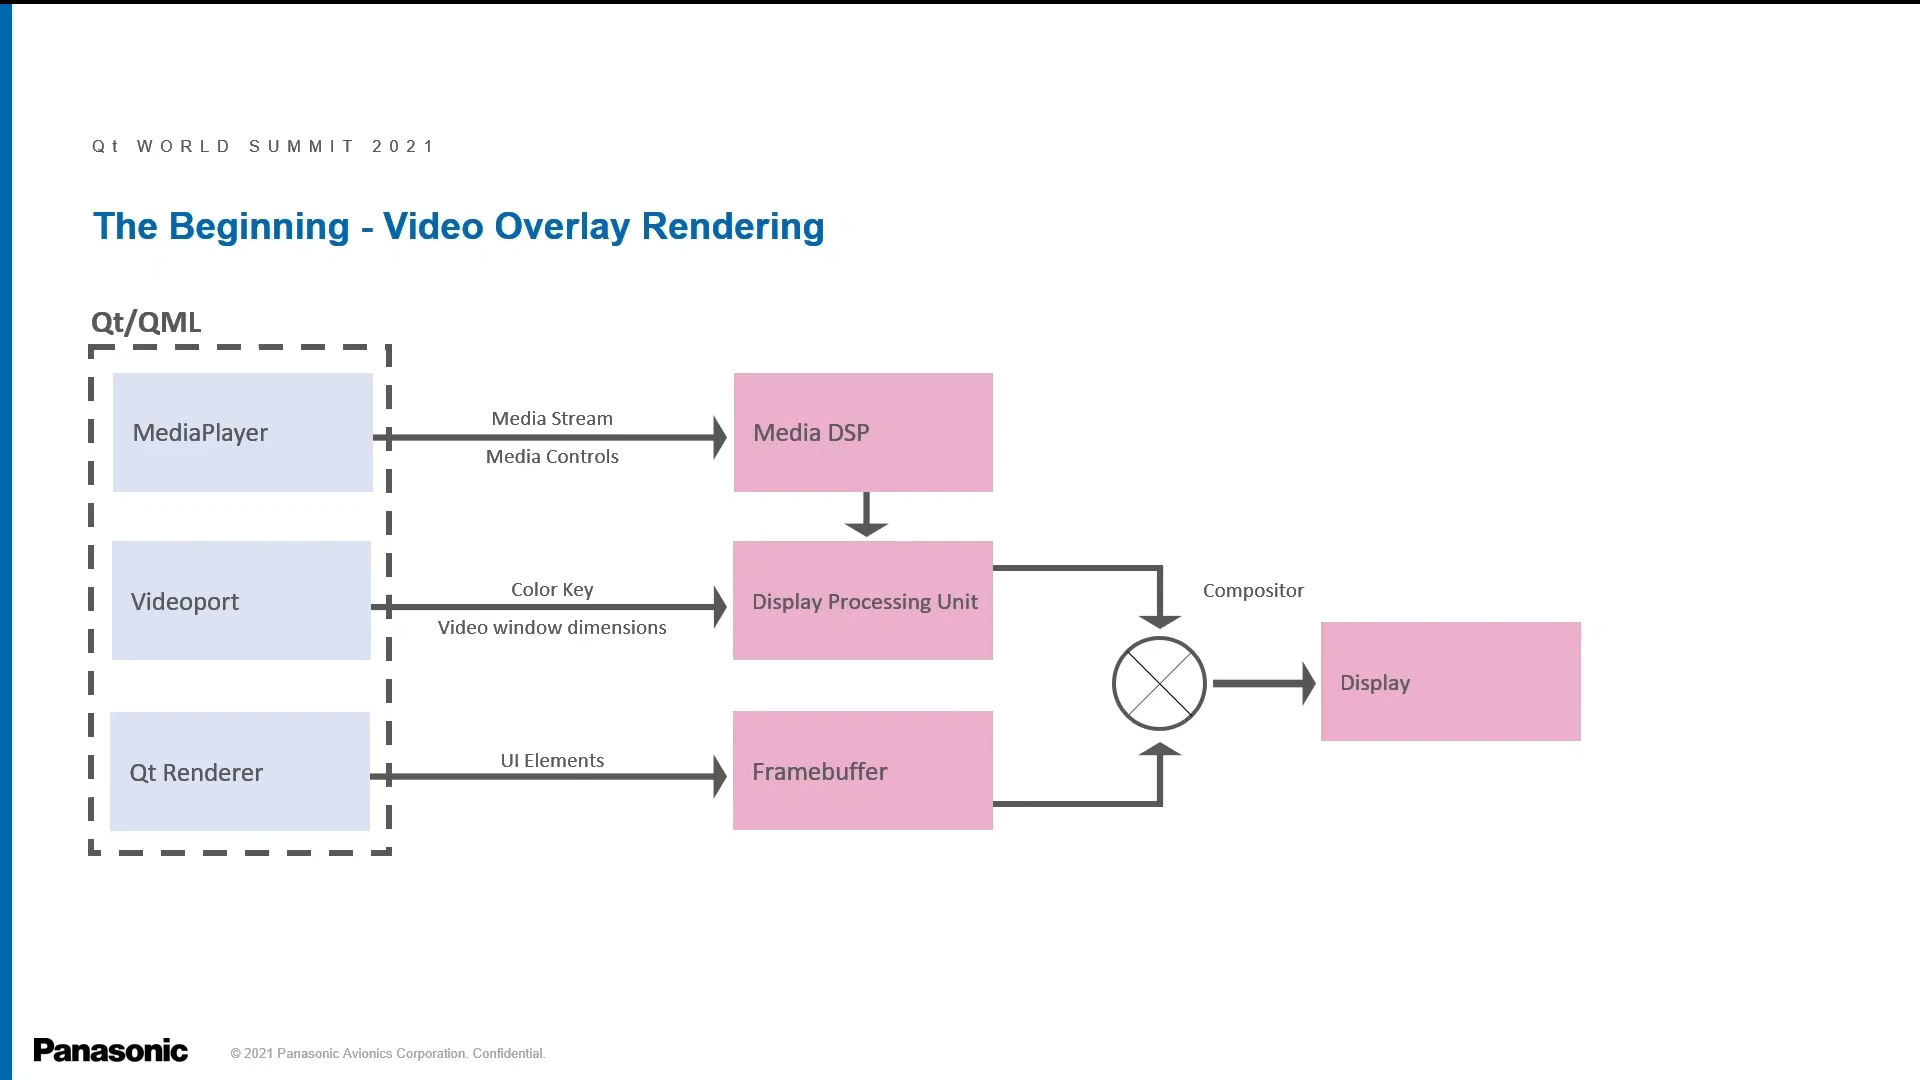 Qt WORLD SUMMIT 2021
The Beginning - Video Overlay Rendering
Qt/QML
MediaPlayer
Media Stream
Media Controls
Media DSP
Videoport
Color Key
Video window dimensions
Display Processing Unit
Compositor
Display
Qt Renderer
UI Elements
Framebuffer
Panasonic
© 2021 Panasonic Avionics Corporation. Confidential.